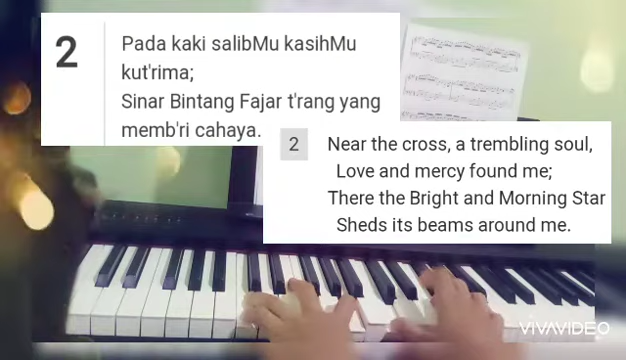 2
Pada kaki salibMu kasihMu
kut'rima;
Sinar Bintang Fajar t'rang yang
memb'ri cahaya.
2
Near the cross, a trembling soul,
Love and mercy found me;
There the Bright and Morning Star
Sheds its beams around me.
VIVAVIDEO